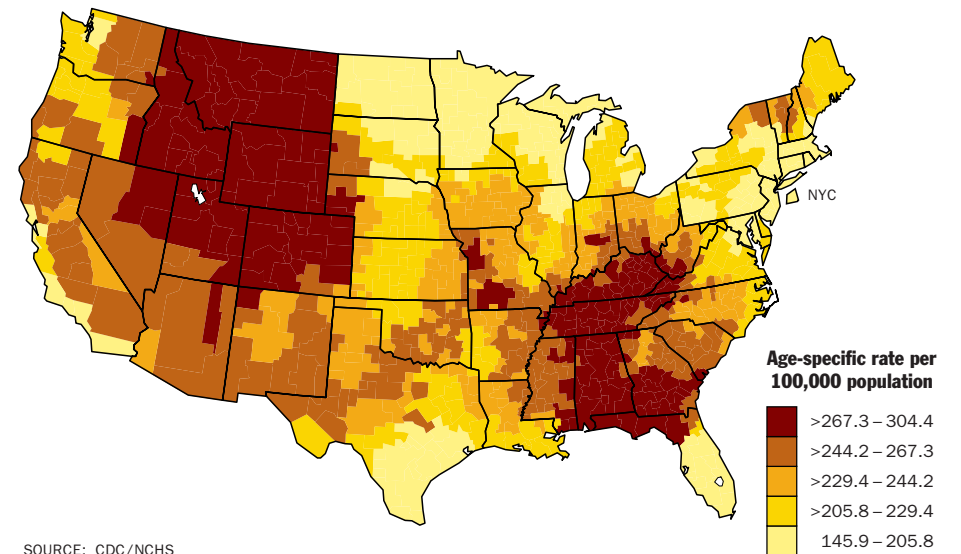 NYC
Age-specific rate per
100,000 population
>267.3 – 304.4
>244.2 – 267.3
>229.4 – 244.2
>205.8 – 229.4
145.9 – 205.8
SOURCE: CDC/NCHS